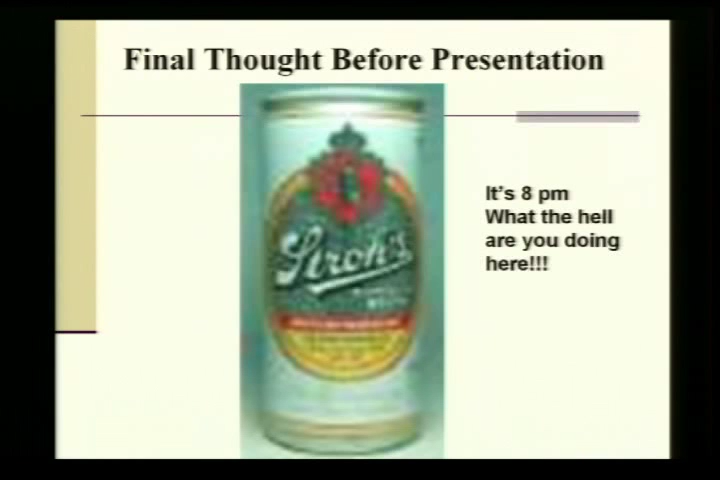 Final Thought Before Presentation
Stroh's
It's 8 pm
What the hell
are you doing
here!!!